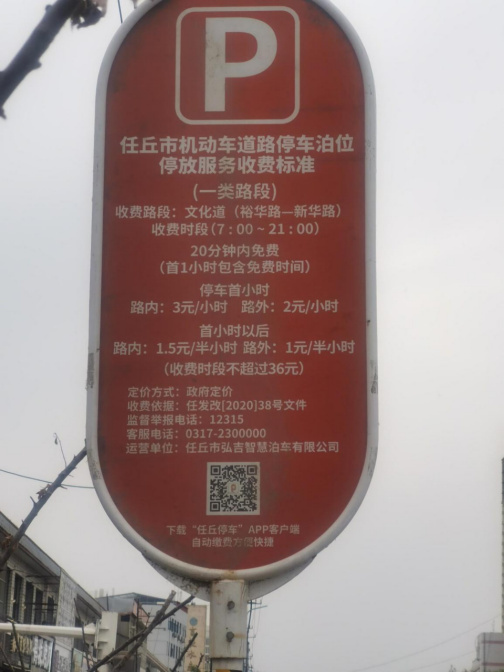 P
任丘市机动车道路停车泊位
停放服务收费标准
(一类路段)
收费路段：文化道（裕华路—新华路）
收费时段(7:00~21:00)
20分钟内免费
（首1小时包含免费时间）
停车首小时
路内：3元/小时 路外：2元/小时
首小时以后
路内：1.5元/半小时 路外：1元/半小时
（收费时段不超过36元）
定价方式：政府定价
收费依据：任发改[2020]38号文件
监督举报电话：12315
客服电话：0317-2300000
运营单位：任丘市弘吉智慧泊车有限公司
下载“任丘停车”APP客户端
自动缴费方便快捷